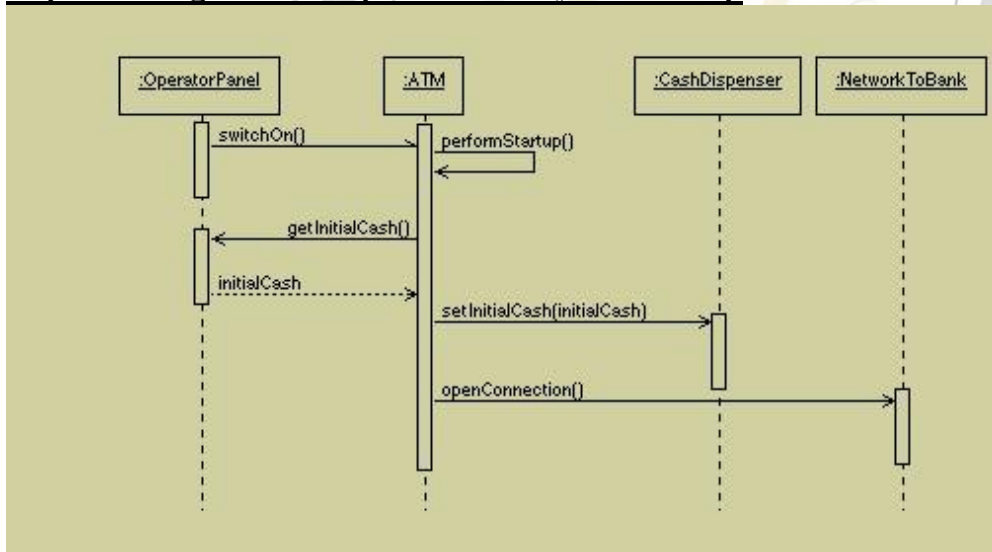 :OperatorPanel
:ATM
:CashDispenser
:NetworkToBank
switchOn()
performStartup()
getInitialCash()
initialCash
setInitialCash(initialCash)
openConnection()